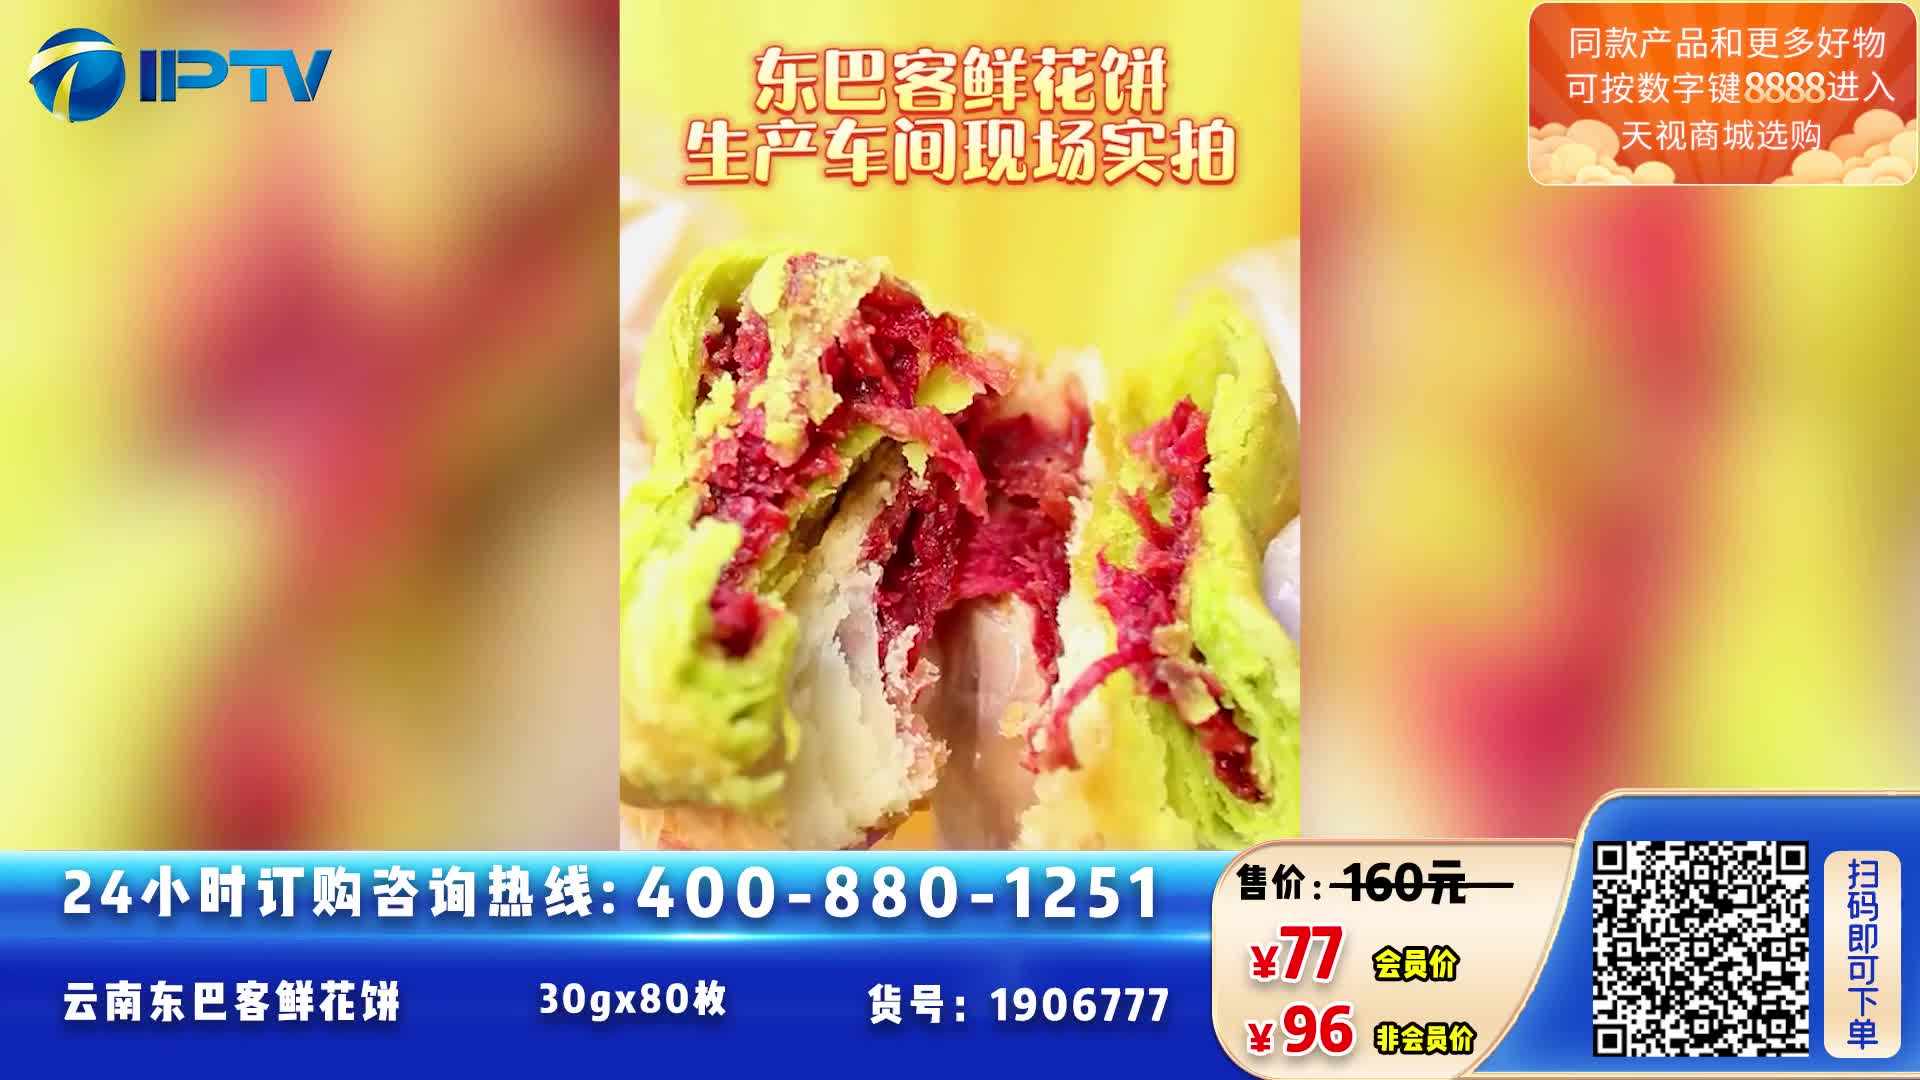 IPTV
东巴客鲜花饼
生产车间现场实拍
同款产品和更多好物
可按数字键8888进入
天视商城选购
24小时订购咨询热线:400-880-1251
云南东巴客鲜花饼 30gx80枚 货号:1906777
售价:160元
¥77 会员价
¥96 非会员价
扫码即可下单